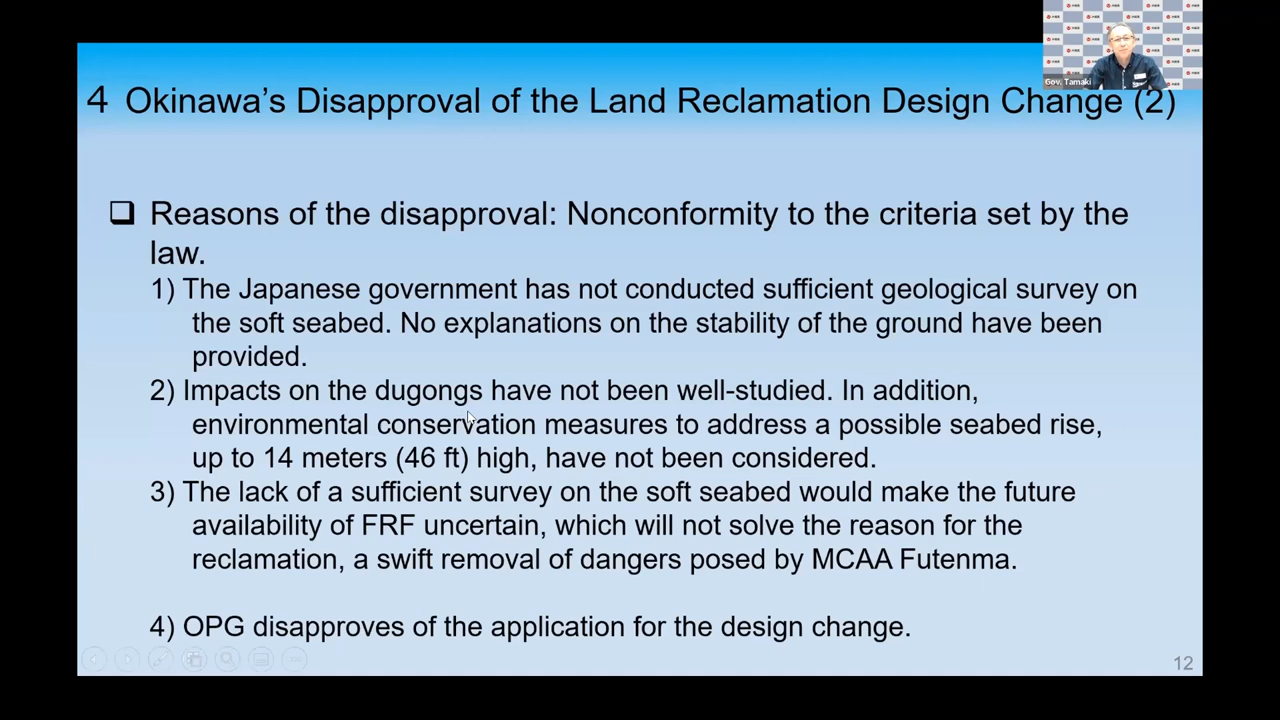 Gov. Tamaki
4 Okinawa's Disapproval of the Land Reclamation Design Change (2)
❑ Reasons of the disapproval: Nonconformity to the criteria set by the
law.
1) The Japanese government has not conducted sufficient geological survey on
the soft seabed. No explanations on the stability of the ground have been
provided.
2) Impacts on the dugongs have not been well-studied. In addition,
environmental conservation measures to address a possible seabed rise,
up to 14 meters (46 ft) high, have not been considered.
3) The lack of a sufficient survey on the soft seabed would make the future
availability of FRF uncertain, which will not solve the reason for the
reclamation, a swift removal of dangers posed by MCAA Futenma.
4) OPG disapproves of the application for the design change.
12